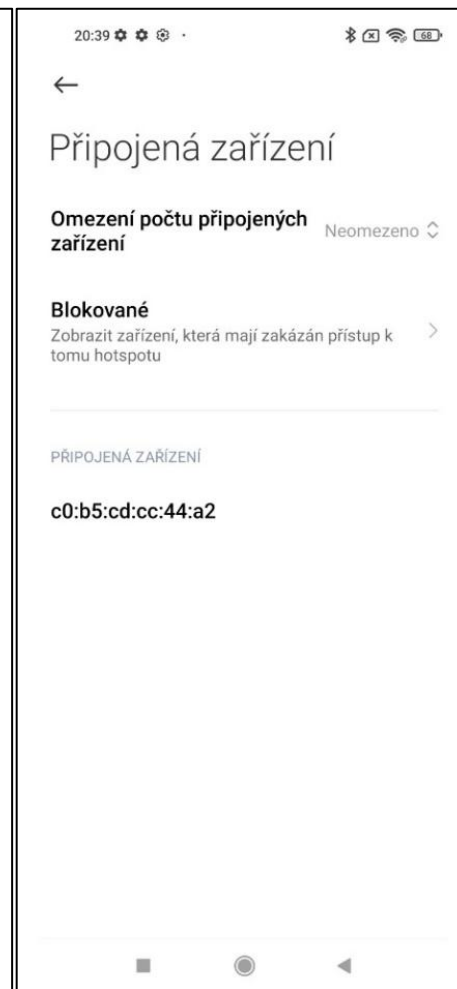 20:39
68
Připojená zařízení
Omezení počtu připojených
zařízení
Neomezeno
Blokované
Zobrazit zařízení, která mají zakázán přístup k
tomu hotspotu
PŘIPOJENÁ ZAŘÍZENÍ
c0:b5:cd:cc:44:a2